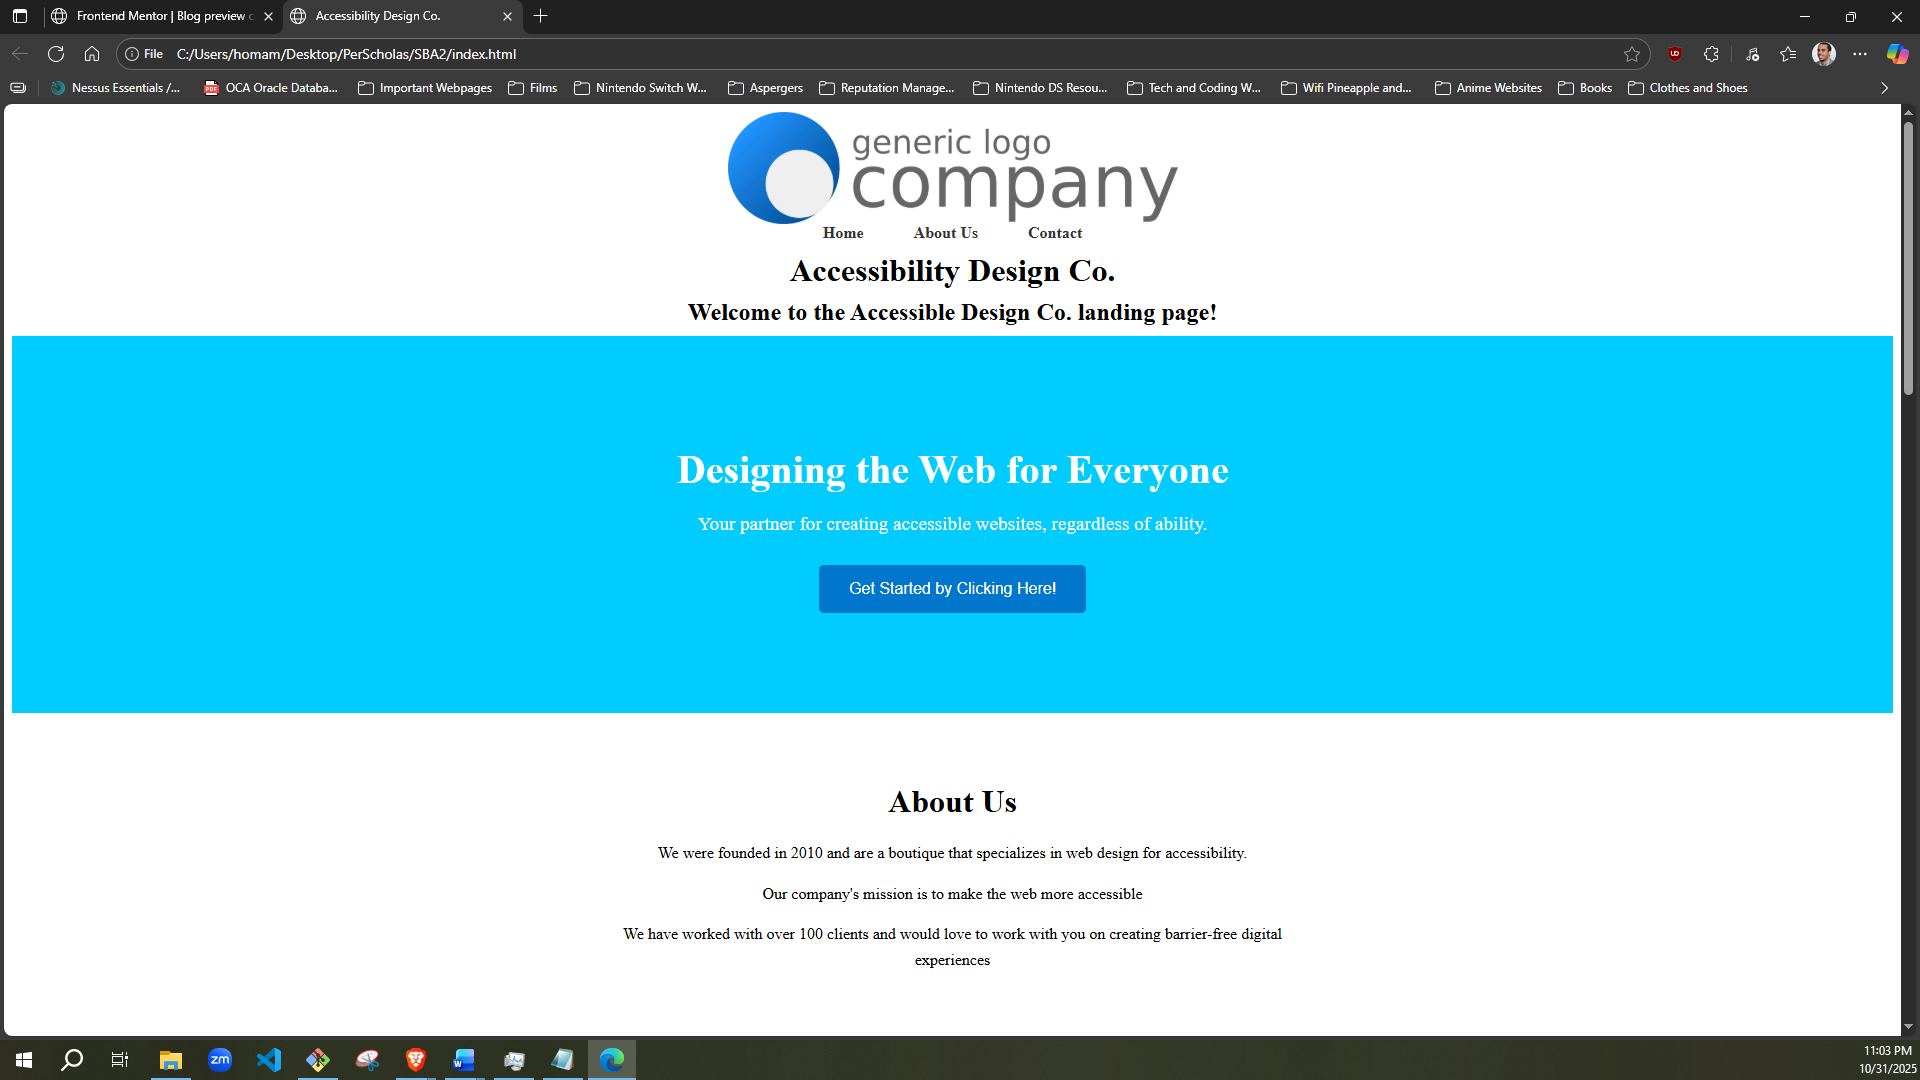 Frontend Mentor | Blog preview c
Accessibility Design Co.
File C:/Users/homam/Desktop/PerScholas/SBA2/index.html
Nessus Essentials /... OCA Oracle Databa... Important Webpages Films Nintendo Switch W... Aspergers Reputation Manage... Nintendo DS Resou... Tech and Coding W... Wifi Pineapple and... Anime Websites Books Clothes and Shoes
generic logo
company
Home About Us Contact
Accessibility Design Co.
Welcome to the Accessible Design Co. landing page!
Designing the Web for Everyone
Your partner for creating accessible websites, regardless of ability.
Get Started by Clicking Here!
About Us
We were founded in 2010 and are a boutique that specializes in web design for accessibility.
Our company's mission is to make the web more accessible
We have worked with over 100 clients and would love to work with you on creating barrier-free digital
experiences
zm
11:03 PM
10/31/2025